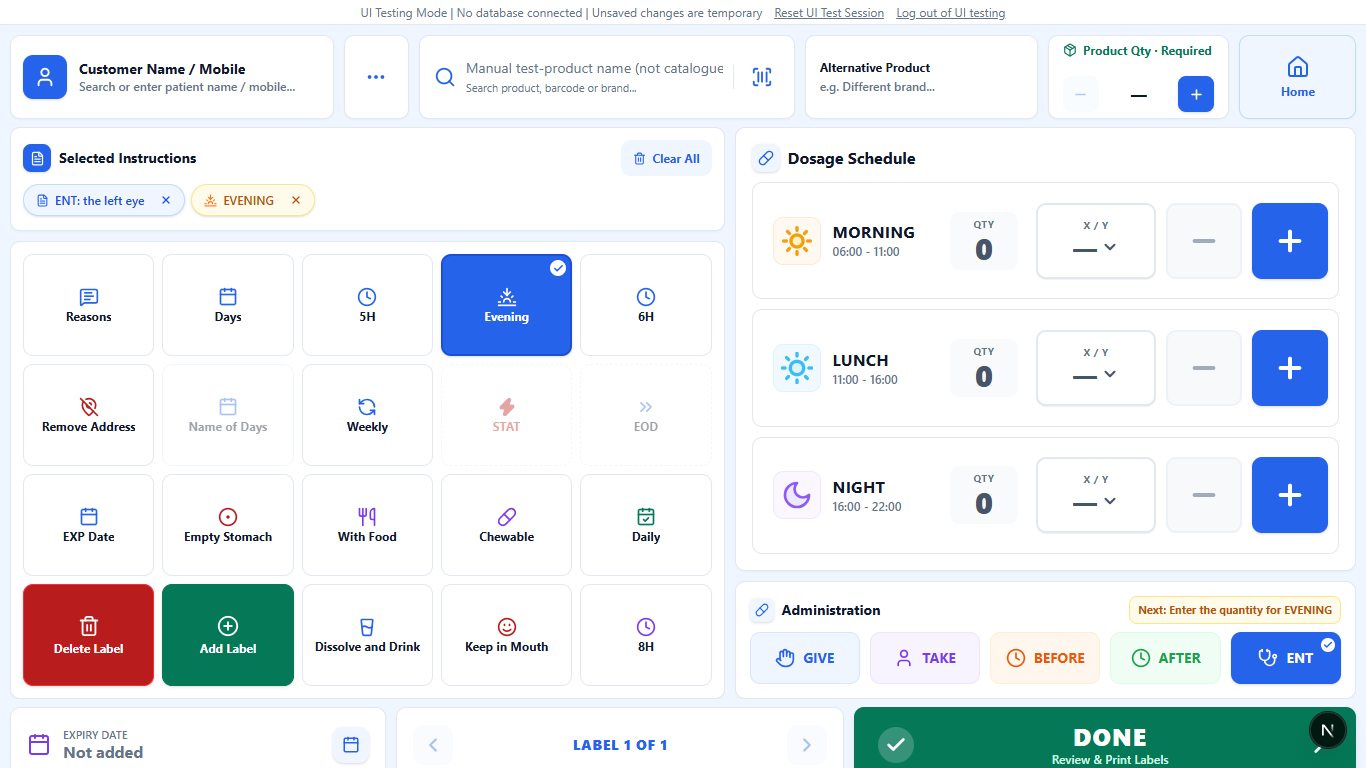 UI Testing Mode | No database connected | Unsaved changes are temporary Reset UI Test Session Log out of UI testing
Customer Name / Mobile
Search or enter patient name / mobile...
Manual test-product name (not catalogue
Search product, barcode or brand...
Alternative Product
e.g. Different brand...
Product Qty · Required
—
Home
Selected Instructions
Clear All
ENT: the left eye
EVENING
Reasons
Days
5H
Evening
6H
Remove Address
Name of Days
Weekly
STAT
EOD
EXP Date
Empty Stomach
With Food
Chewable
Daily
Delete Label
Add Label
Dissolve and Drink
Keep in Mouth
8H
Dosage Schedule
MORNING
06:00 - 11:00
QTY
0
X / Y
—
LUNCH
11:00 - 16:00
QTY
0
X / Y
—
NIGHT
16:00 - 22:00
QTY
0
X / Y
—
Administration
Next: Enter the quantity for EVENING
GIVE
TAKE
BEFORE
AFTER
ENT
EXPIRY DATE
Not added
LABEL 1 OF 1
DONE
Review & Print Labels
N